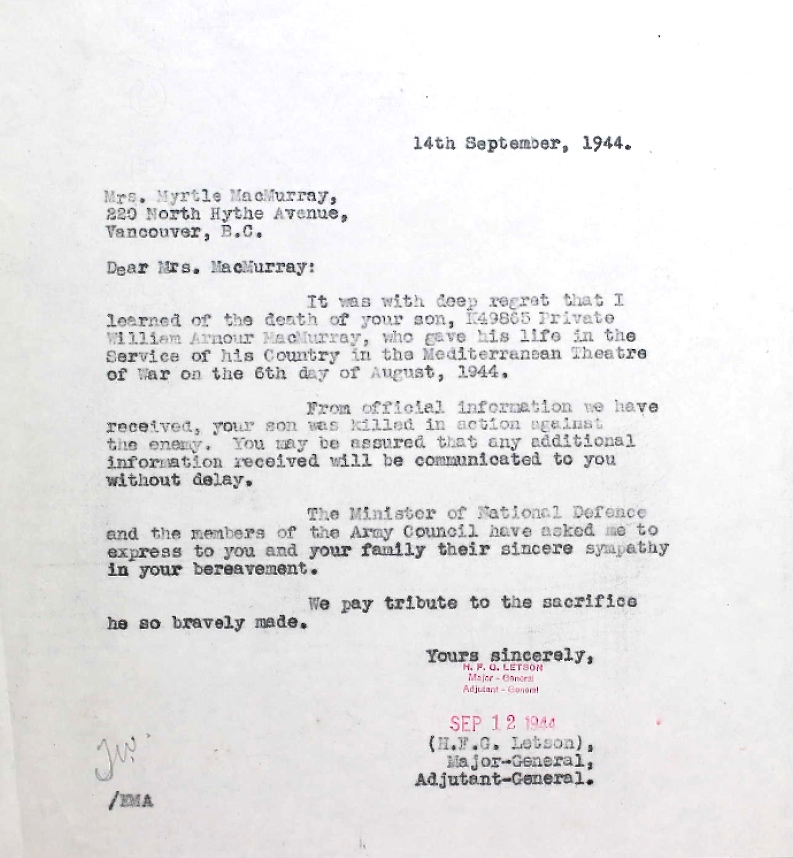 14th September, 1944.
Mrs. Myrtle MacMurray,
220 North Hythe Avenue,
Vancouver, B.C.
Dear Mrs. MacMurray:
It was with deep regret that I
learned of the death of your son, K49865 Private
William Armour MacMurray, who gave his life in the
Service of his Country in the Mediterranean Theatre
of War on the 6th day of August, 1944.
From official information we have
received, your son was killed in action against
the enemy. You may be assured that any additional
information received will be communicated to you
without delay.
The Minister of National Defence
and the members of the Army Council have asked me to
express to you and your family their sincere sympathy
in your bereavement.
We pay tribute to the sacrifice
he so bravely made.
Yours sincerely,
H. F. G. LETSON
Major - General
Adjutant - General
SEP 12 1944
(H.F.G. Letson),
Major-General,
Adjutant-General.
/EMA